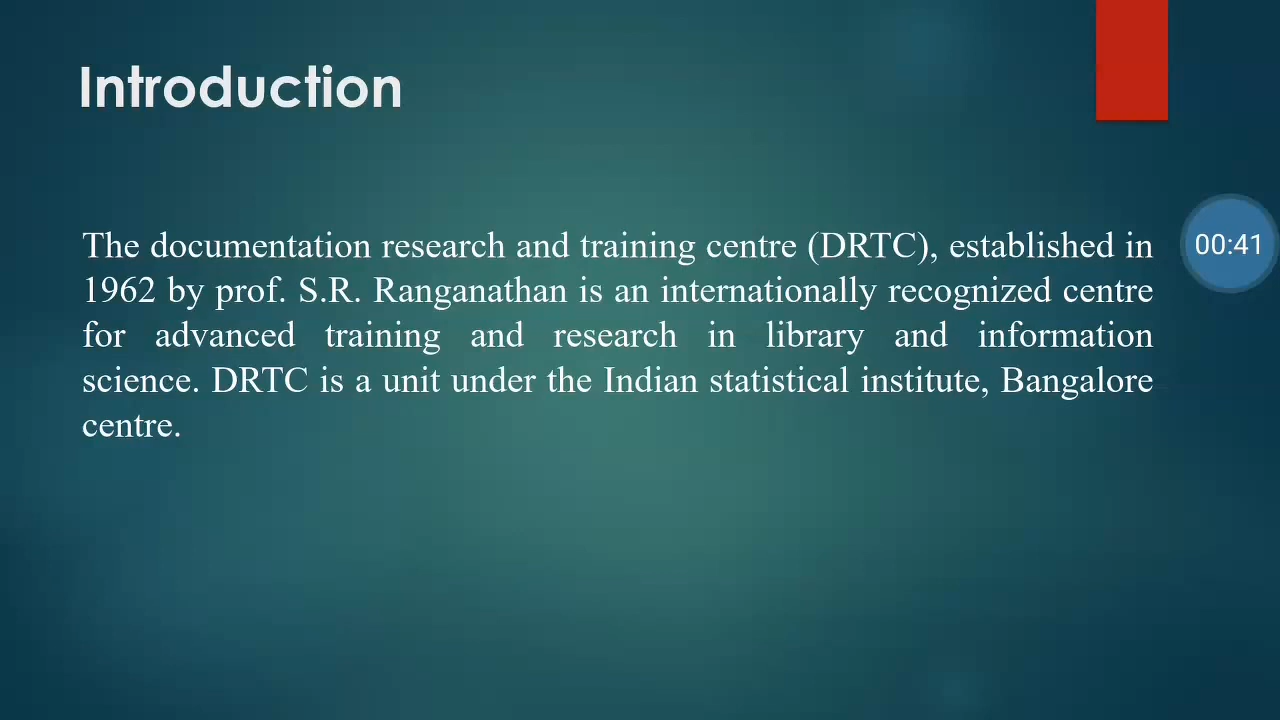 Introduction
The documentation research and training centre (DRTC), established in
1962 by prof. S.R. Ranganathan is an internationally recognized centre
for advanced training and research in library and information
science. DRTC is a unit under the Indian statistical institute, Bangalore
centre.
00:41